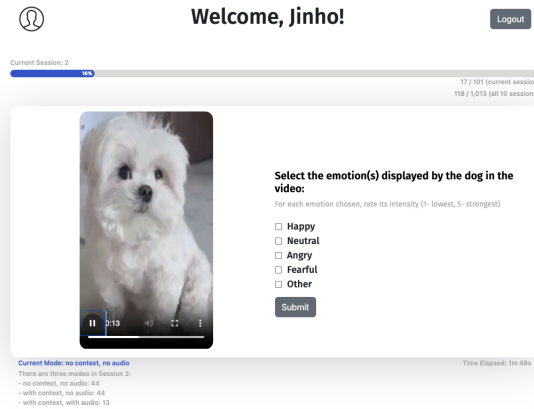 Welcome, Jinho!
Logout
Current Session: 2
16%
17 / 101 (current session
118 / 1,013 (all 10 session
Select the emotion(s) displayed by the dog in the
video:
For each emotion chosen, rate its intensity (1- lowest, 5- strongest)
Happy
Neutral
Angry
Fearful
Other
Submit
0:13
Current Mode: no context, no audio
Time Elapsed: 1m 48s
There are three modes in Session 2:
- no context, no audio: 44
- with context, no audio: 44
- with context, with audio: 13